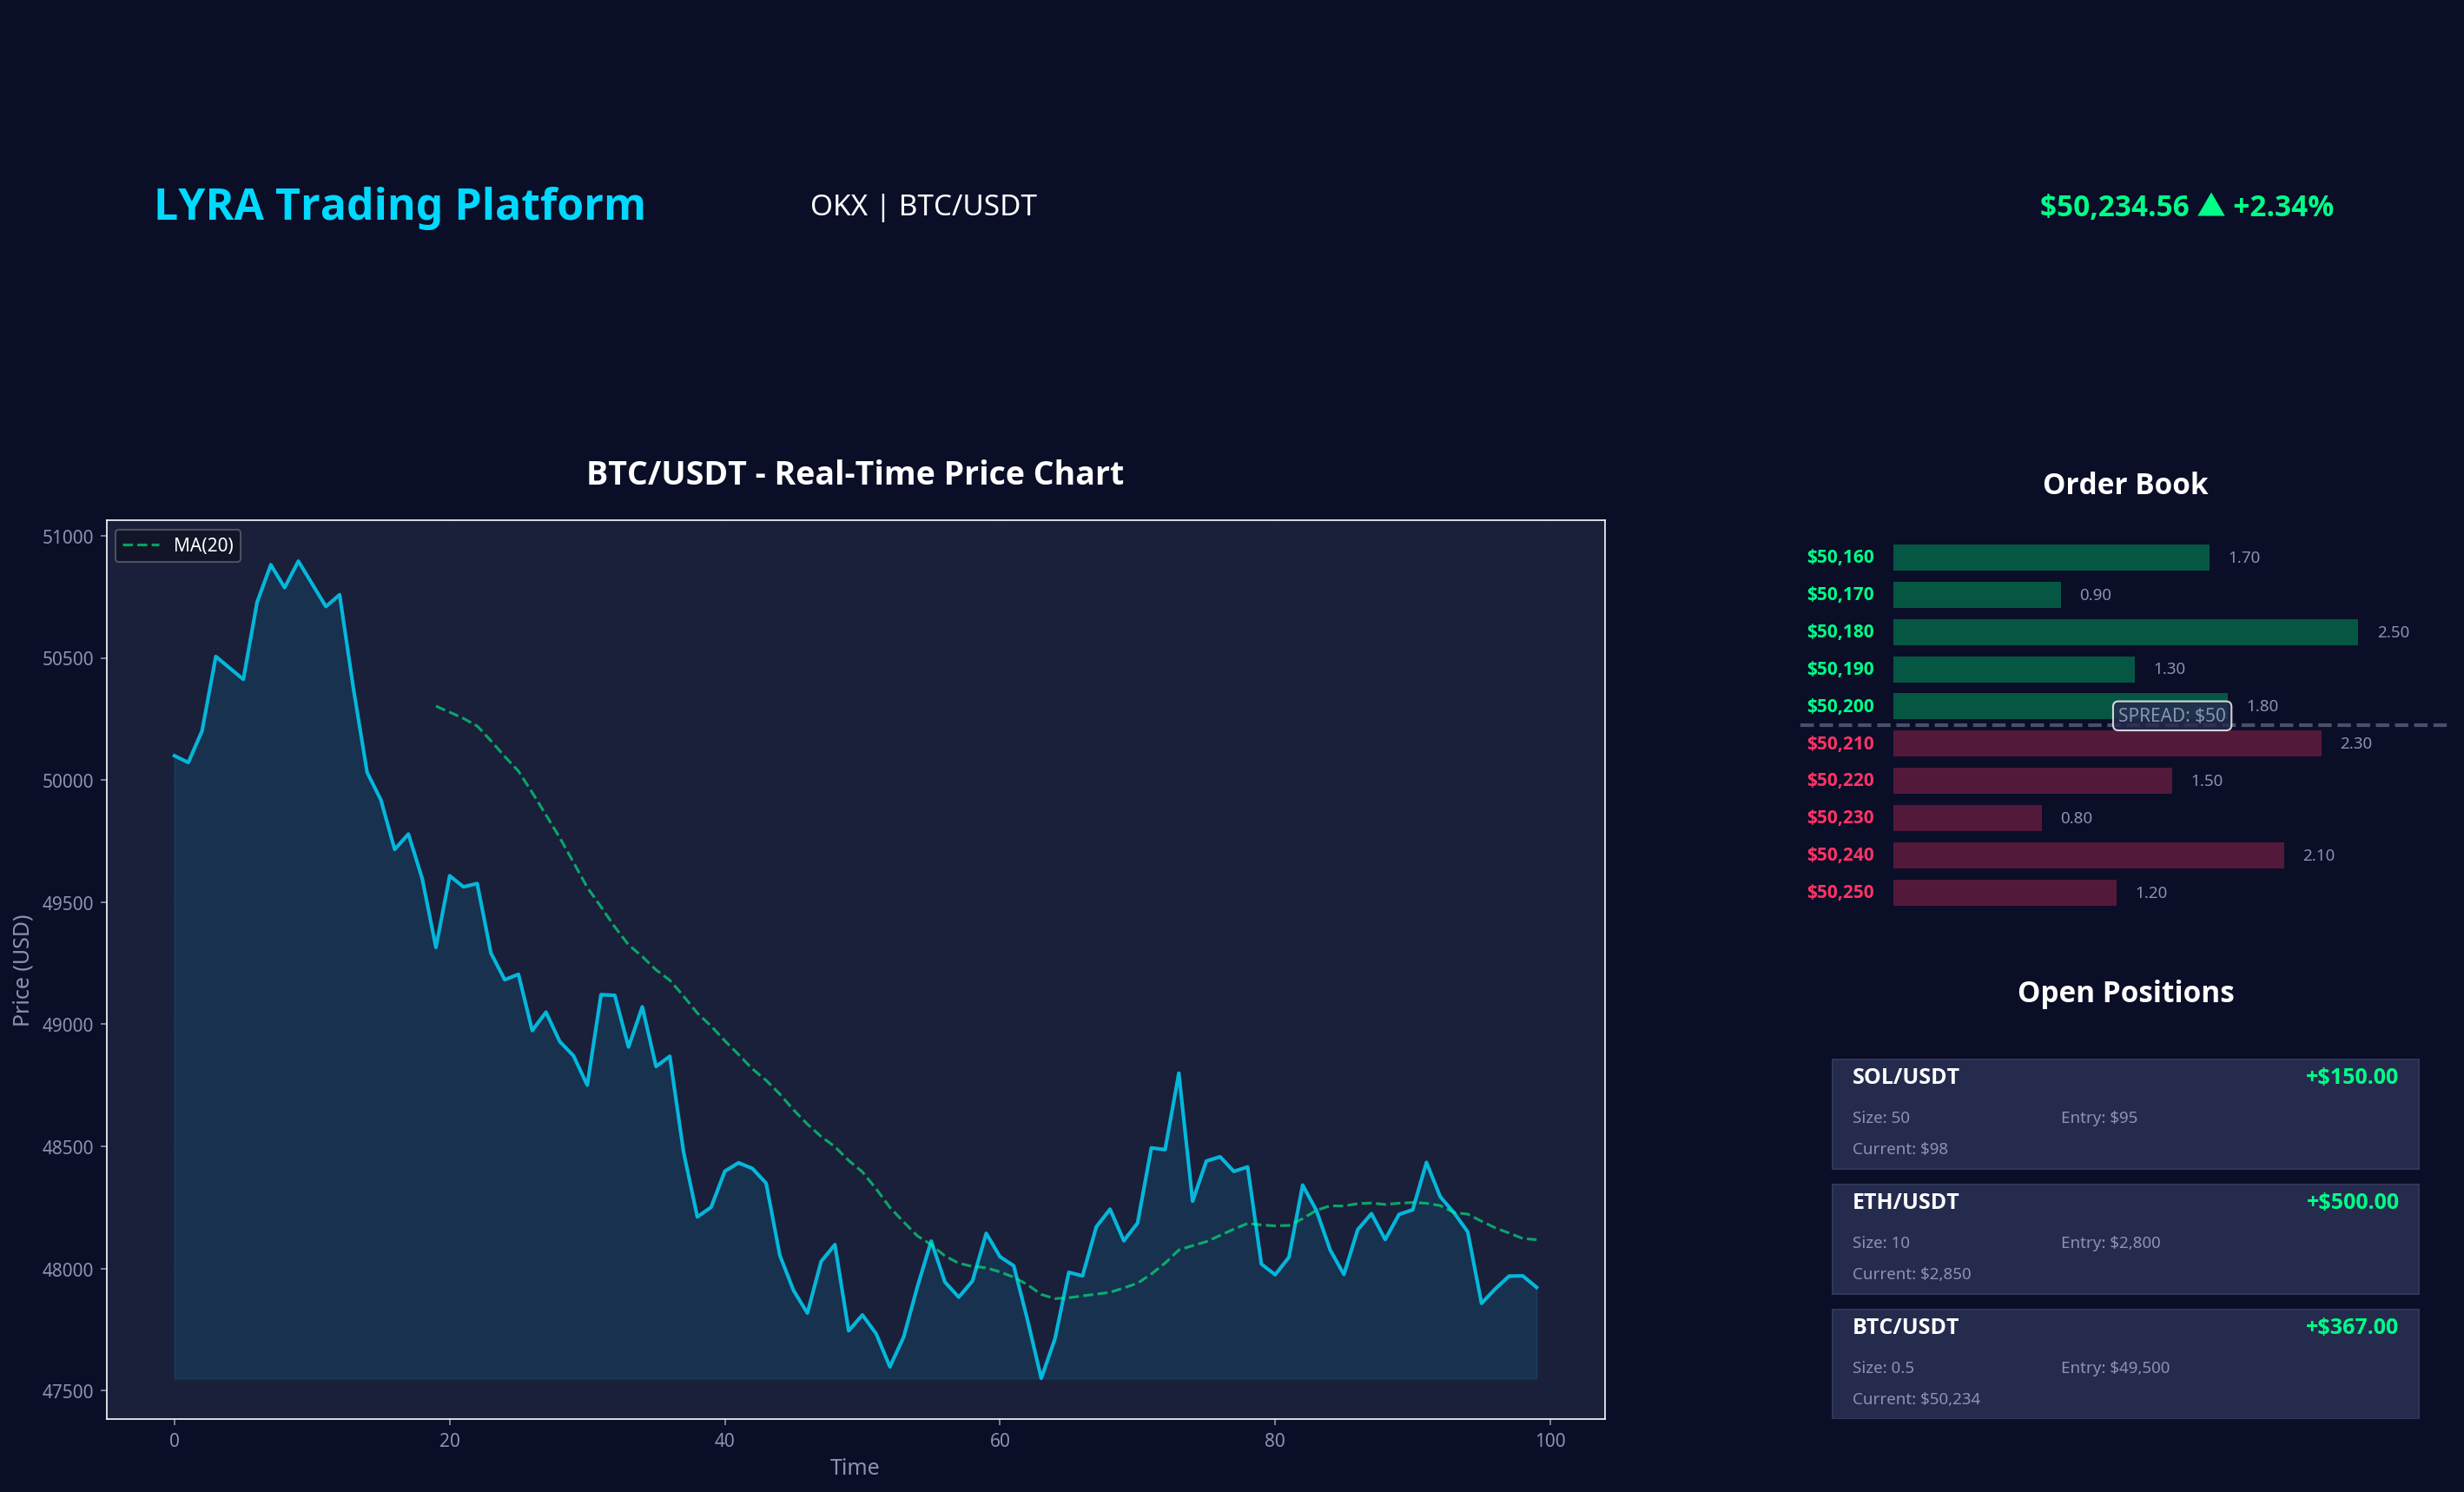 LYRA Trading Platform
OKX | BTC/USDT
$50,234.56 ▲ +2.34%
BTC/USDT - Real-Time Price Chart
MA(20)
51000
50500
50000
49500
49000
48500
48000
47500
Price (USD)
0 20 40 60 80 100
Time
Order Book
$50,160 1.70
$50,170 0.90
$50,180 2.50
$50,190 1.30
$50,200 1.80
SPREAD: $50
$50,210 2.30
$50,220 1.50
$50,230 0.80
$50,240 2.10
$50,250 1.20
Open Positions
SOL/USDT +$150.00
Size: 50 Entry: $95
Current: $98
ETH/USDT +$500.00
Size: 10 Entry: $2,800
Current: $2,850
BTC/USDT +$367.00
Size: 0.5 Entry: $49,500
Current: $50,234